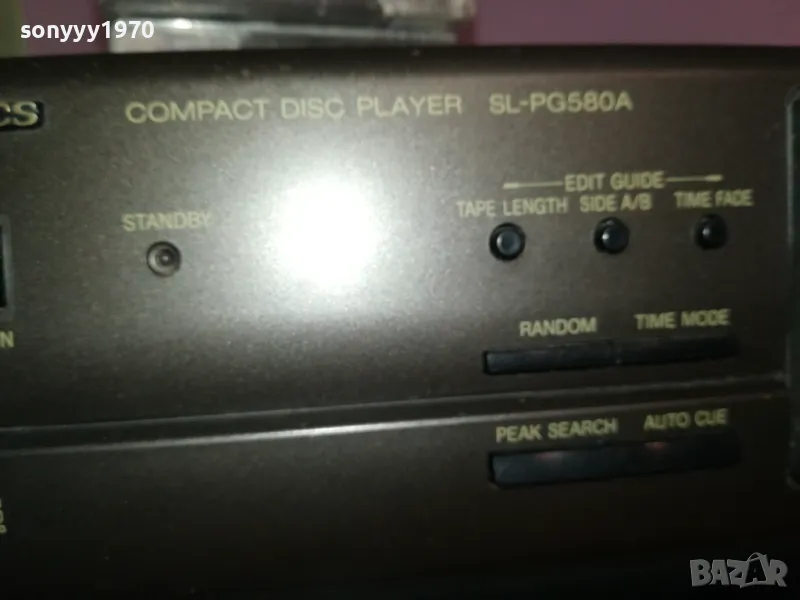 sonyyy1970
COMPACT DISC PLAYER SL-PG580A
EDIT GUIDE
STANDBY
TAPE LENGTH SIDE A/B TIME FADE
RANDOM TIME MODE
PEAK SEARCH AUTO CUE
BAZAR